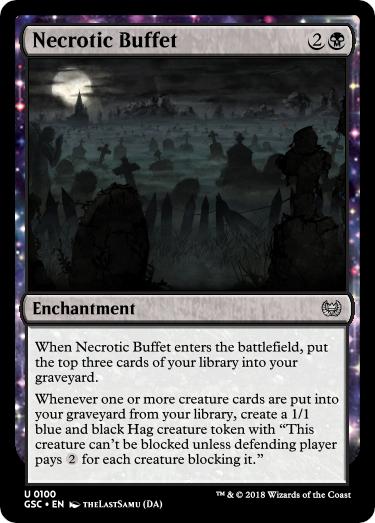 Necrotic Buffet 2
Enchantment
When Necrotic Buffet enters the battlefield, put
the top three cards of your library into your
graveyard.
Whenever one or more creature cards are put into
your graveyard from your library, create a 1/1
blue and black Hag creature token with “This
creature can't be blocked unless defending player
pays 2 for each creature blocking it.”
U 0100
GSC • EN THELASTSAMU (DA)
™ & © 2018 Wizards of the Coast